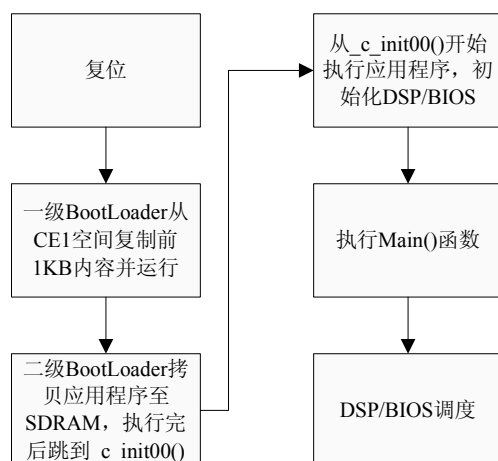 复位
一级BootLoader从
CE1空间复制前
1KB内容并运行
二级BootLoader拷
贝应用程序至
SDRAM，执行完
后跳到_c_init00()
从_c_init00()开始
执行应用程序，初
始化DSP/BIOS
执行Main()函数
DSP/BIOS调度